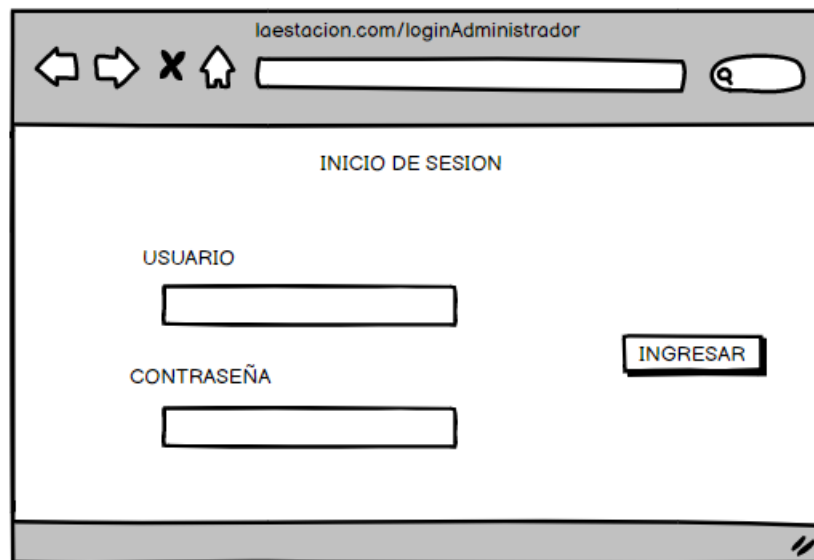 laestacion.com/loginAdministrador
INICIO DE SESION
USUARIO
INGRESAR
CONTRASEÑA